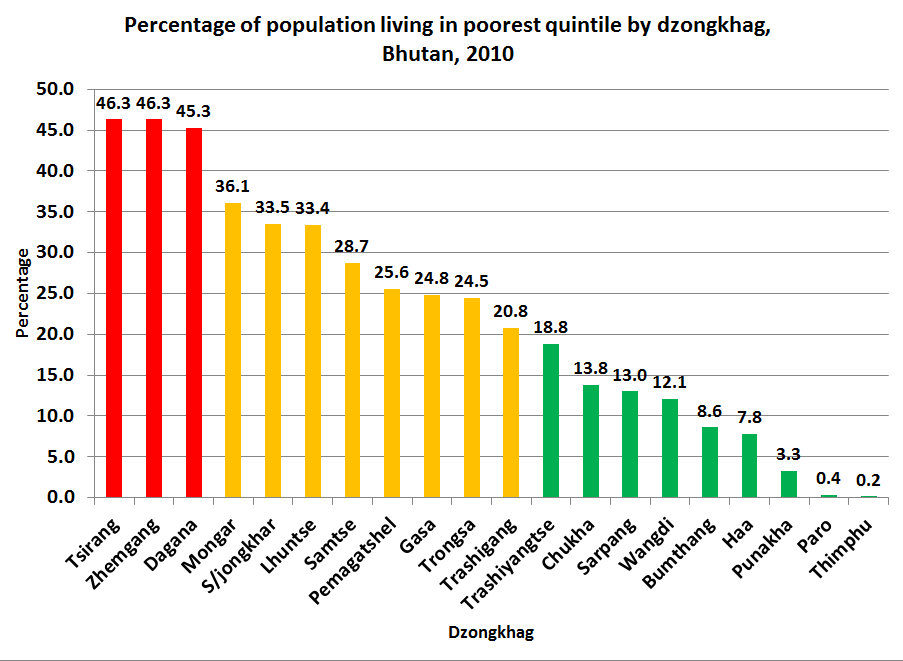 Percentage of population living in poorest quintile by dzongkhag,
Bhutan, 2010
Percentage
50.0
45.0
40.0
35.0
30.0
25.0
20.0
15.0
10.0
5.0
0.0
46.3
46.3
45.3
36.1
33.5
33.4
28.7
25.6
24.8
24.5
20.8
18.8
13.8
13.0
12.1
8.6
7.8
3.3
0.4
0.2
Tsirang
Zhemgang
Dagana
Mongar
S/jongkhar
Lhuntse
Samtse
Pemagatshel
Gasa
Trongsa
Trashigang
Trashiyangtse
Chukha
Sarpang
Wangdi
Bumthang
Haa
Punakha
Paro
Thimphu
Dzongkhag